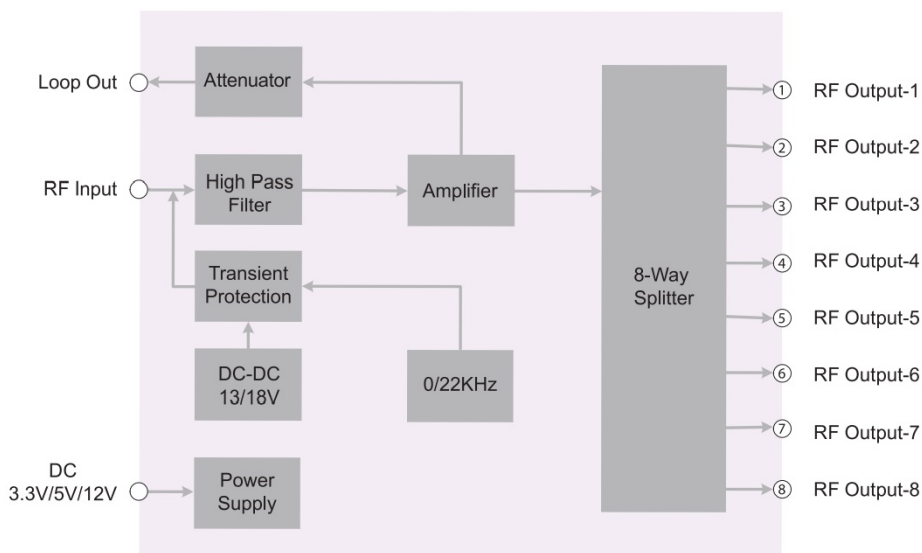 Loop Out
Attenuator
RF Input
High Pass
Filter
Amplifier
Transient
Protection
DC-DC
13/18V
0/22KHz
DC
3.3V/5V/12V
Power
Supply
8-Way
Splitter
1 RF Output-1
2 RF Output-2
3 RF Output-3
4 RF Output-4
5 RF Output-5
6 RF Output-6
7 RF Output-7
8 RF Output-8